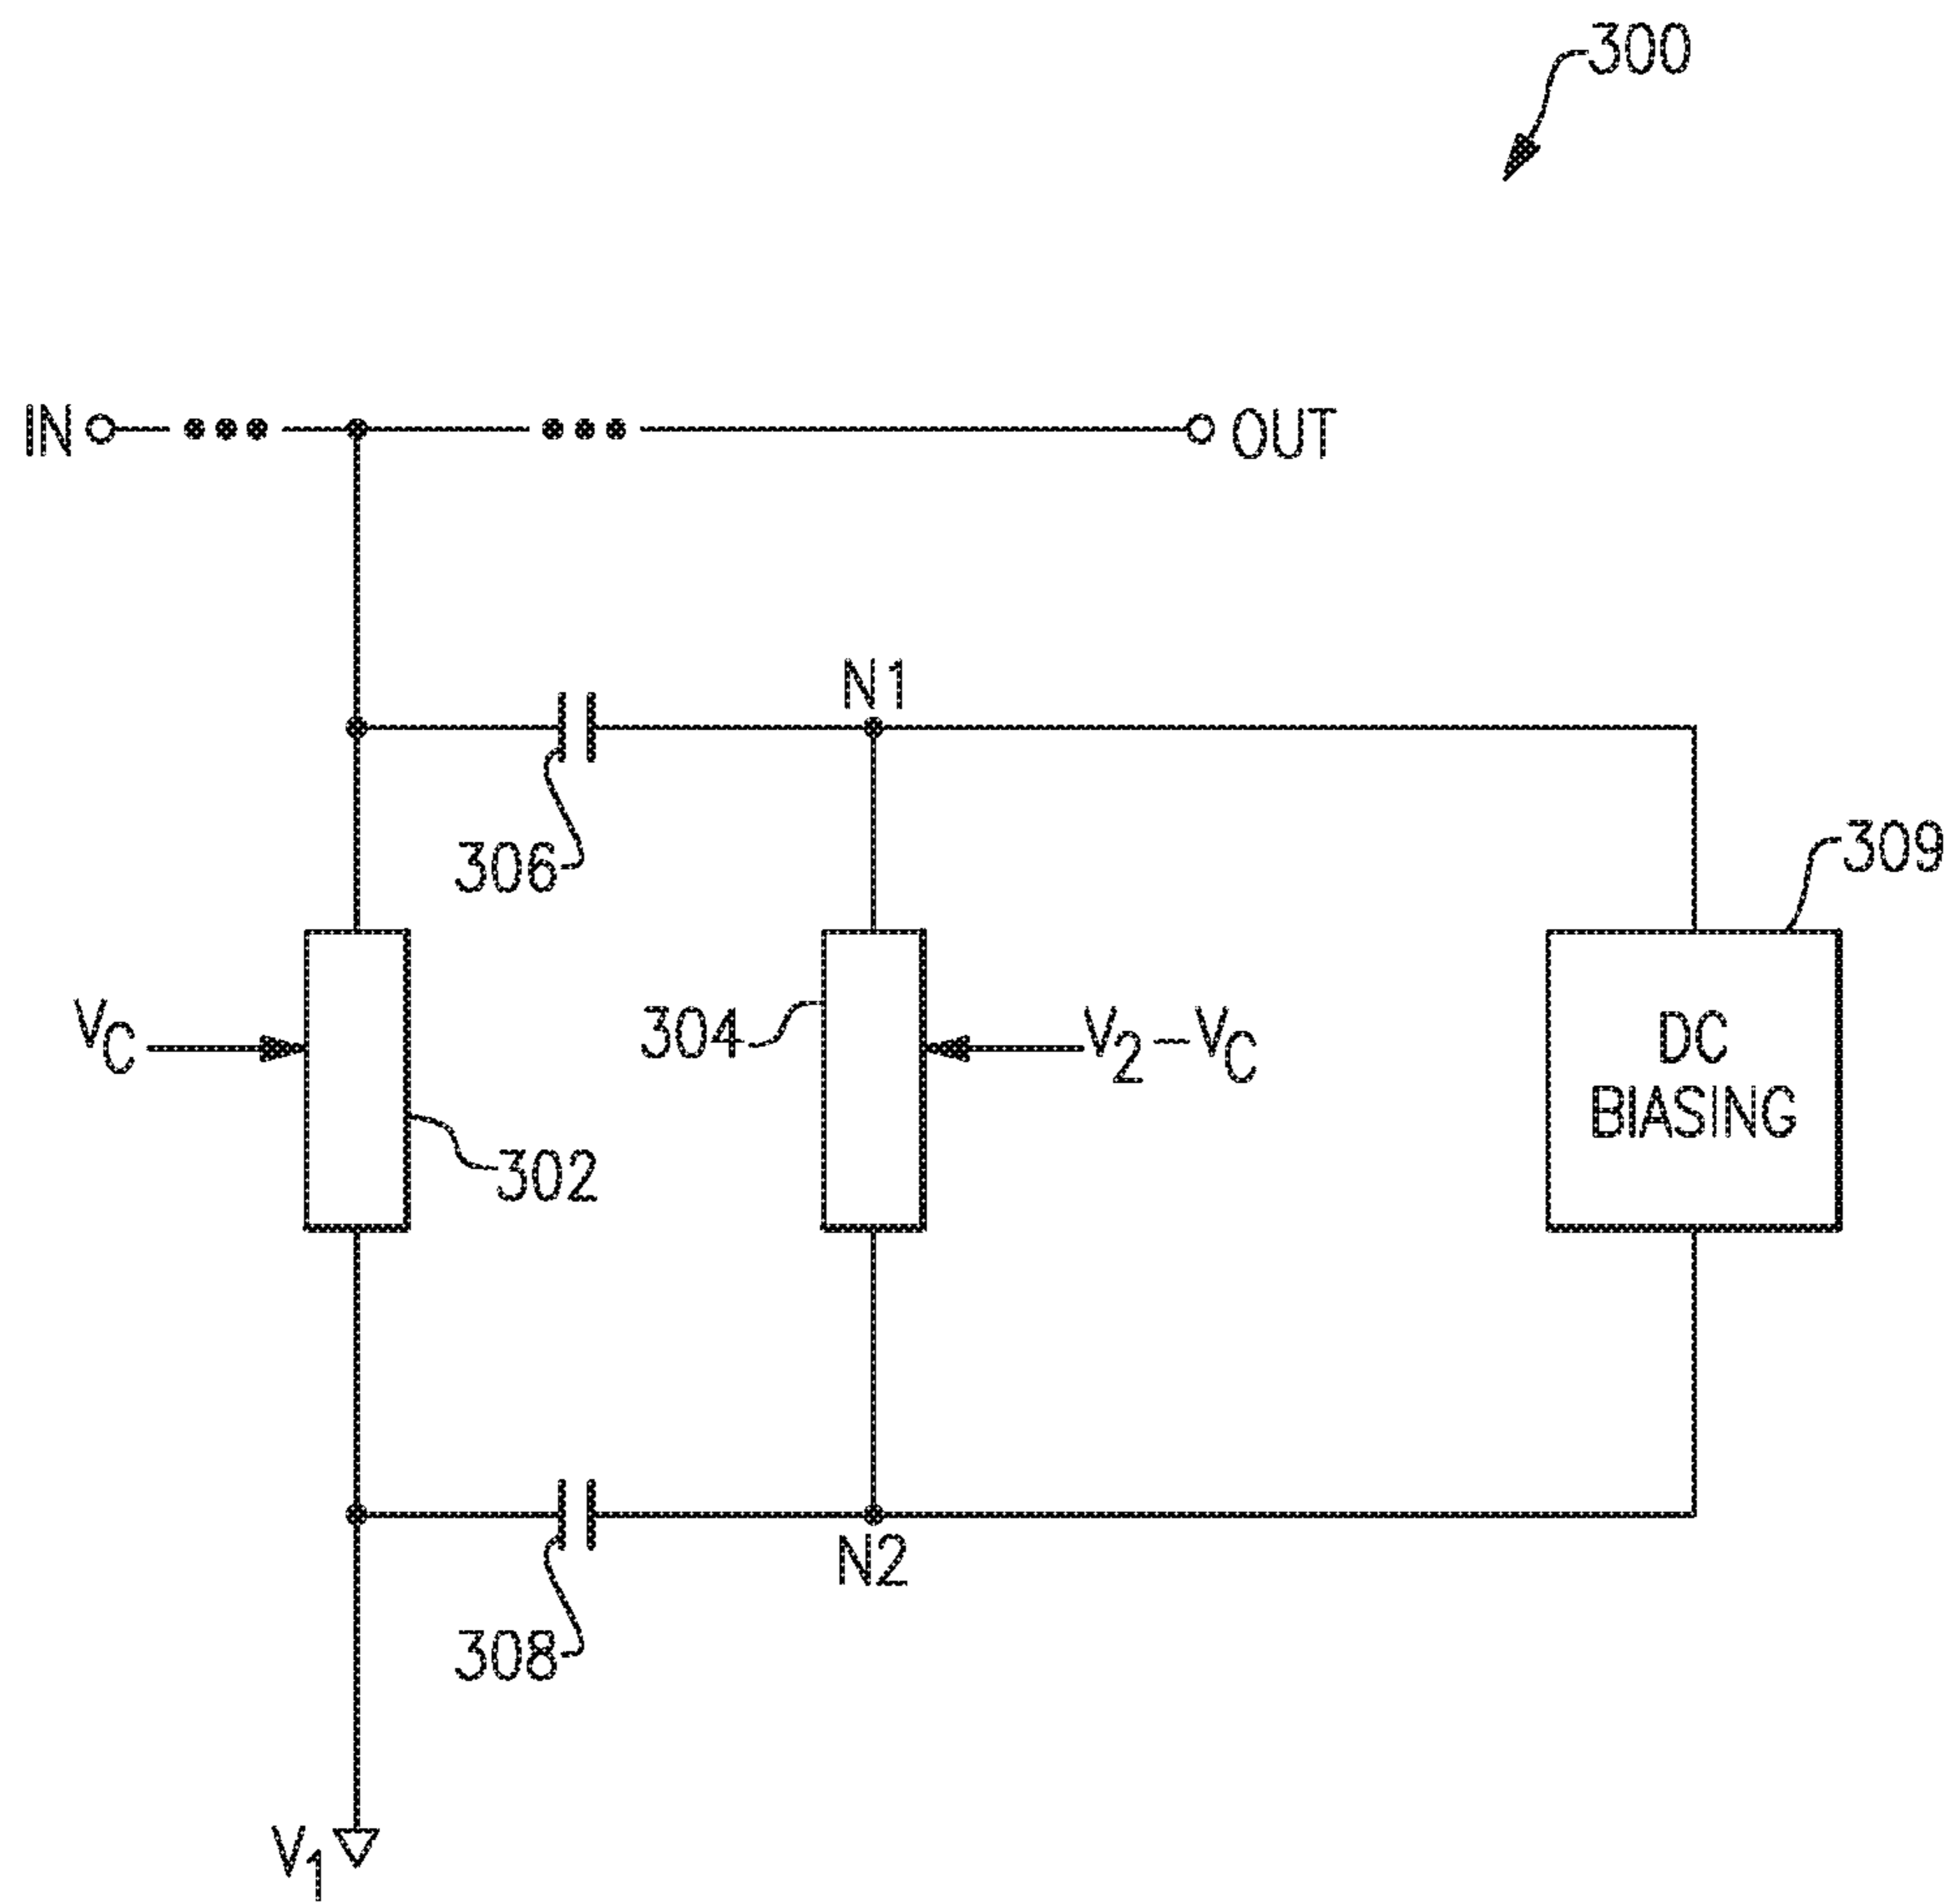 300
IN
OUT
N1
306
309
VC
304
V2-VC
DC
BIASING
302
N2
308
V1